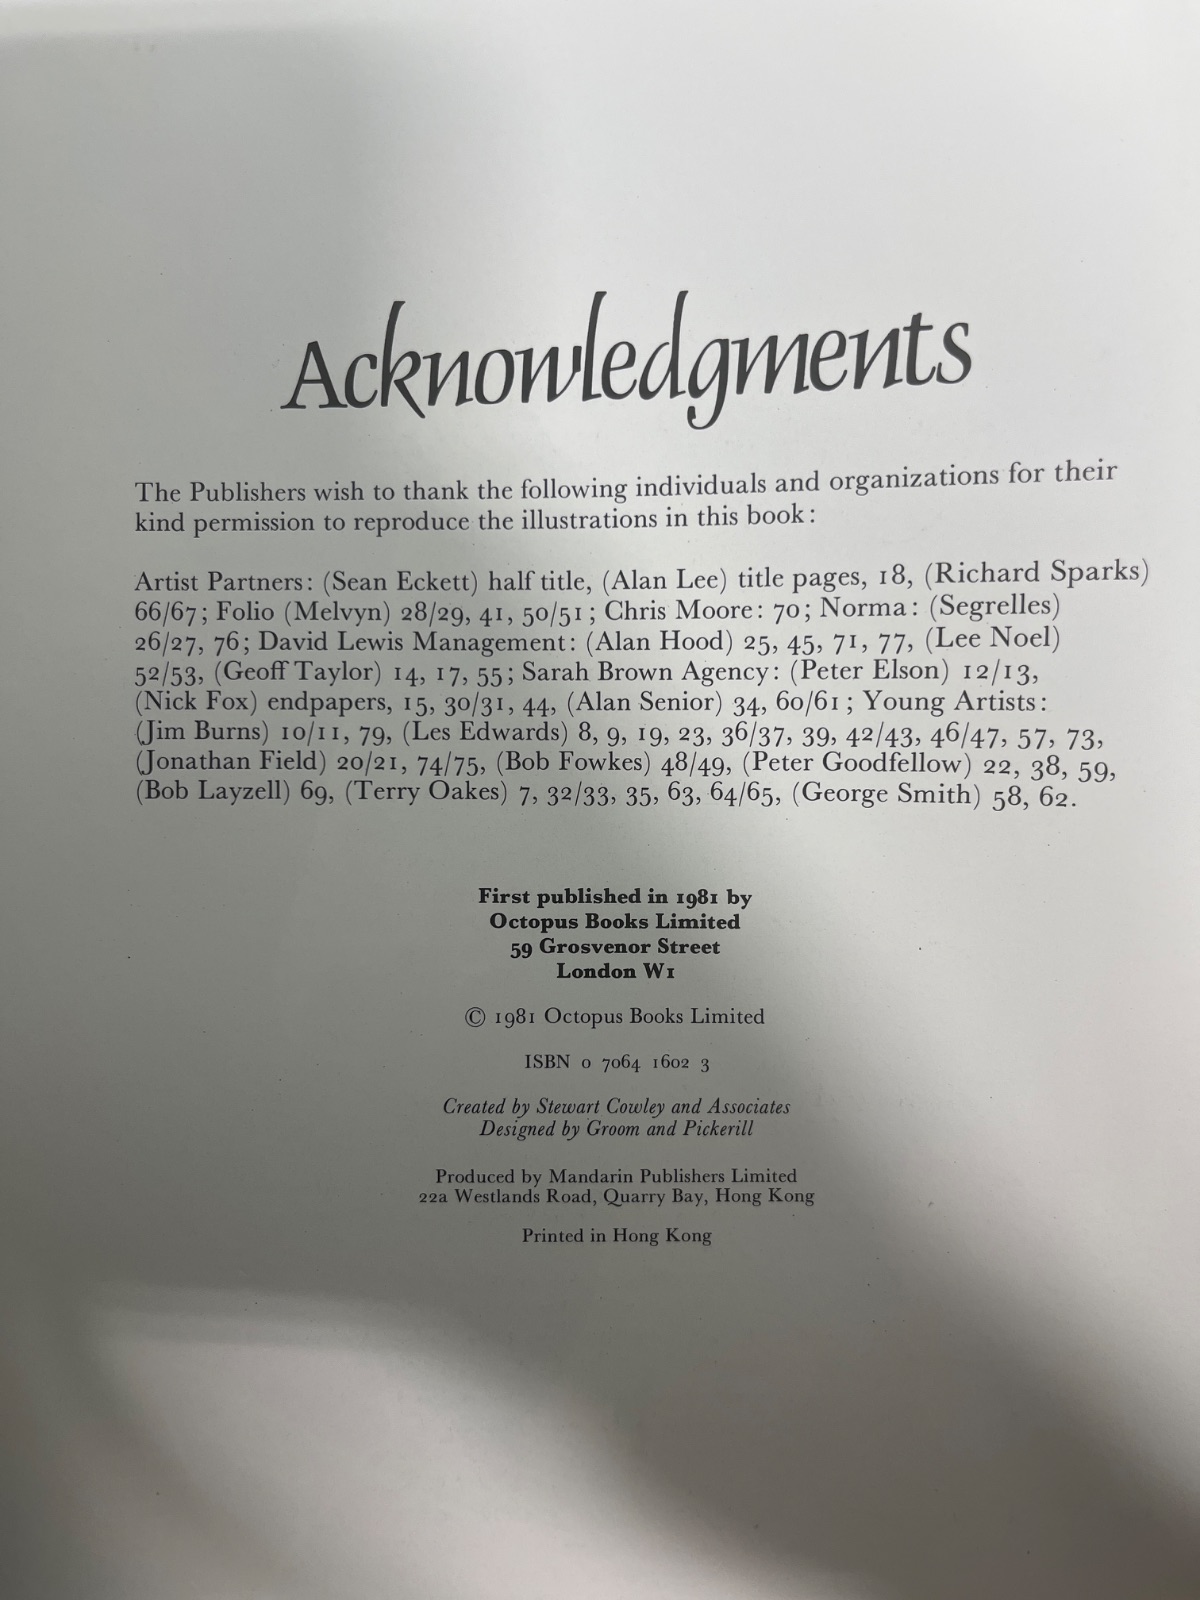 Acknowledgments
The Publishers wish to thank the following individuals and organizations for their
kind permission to reproduce the illustrations in this book:
Artist Partners: (Sean Eckett) half title, (Alan Lee) title pages, 18, (Richard Sparks)
66/67; Folio (Melvyn) 28/29, 41, 50/51; Chris Moore: 70; Norma: (Segrelles)
26/27, 76; David Lewis Management: (Alan Hood) 25, 45, 71, 77, (Lee Noel)
52/53, (Geoff Taylor) 14, 17, 55; Sarah Brown Agency: (Peter Elson) 12/13,
(Nick Fox) endpapers, 15, 30/31, 44, (Alan Senior) 34, 60/61; Young Artists:
(Jim Burns) 10/11, 79, (Les Edwards) 8, 9, 19, 23, 36/37, 39, 42/43, 46/47, 57, 73,
(Jonathan Field) 20/21, 74/75, (Bob Fowkes) 48/49, (Peter Goodfellow) 22, 38, 59,
(Bob Layzell) 69, (Terry Oakes) 7, 32/33, 35, 63, 64/65, (George Smith) 58, 62.
First published in 1981 by
Octopus Books Limited
59 Grosvenor Street
London W1
© 1981 Octopus Books Limited
ISBN 0 7064 1602 3
Created by Stewart Cowley and Associates
Designed by Groom and Pickerill
Produced by Mandarin Publishers Limited
22a Westlands Road, Quarry Bay, Hong Kong
Printed in Hong Kong